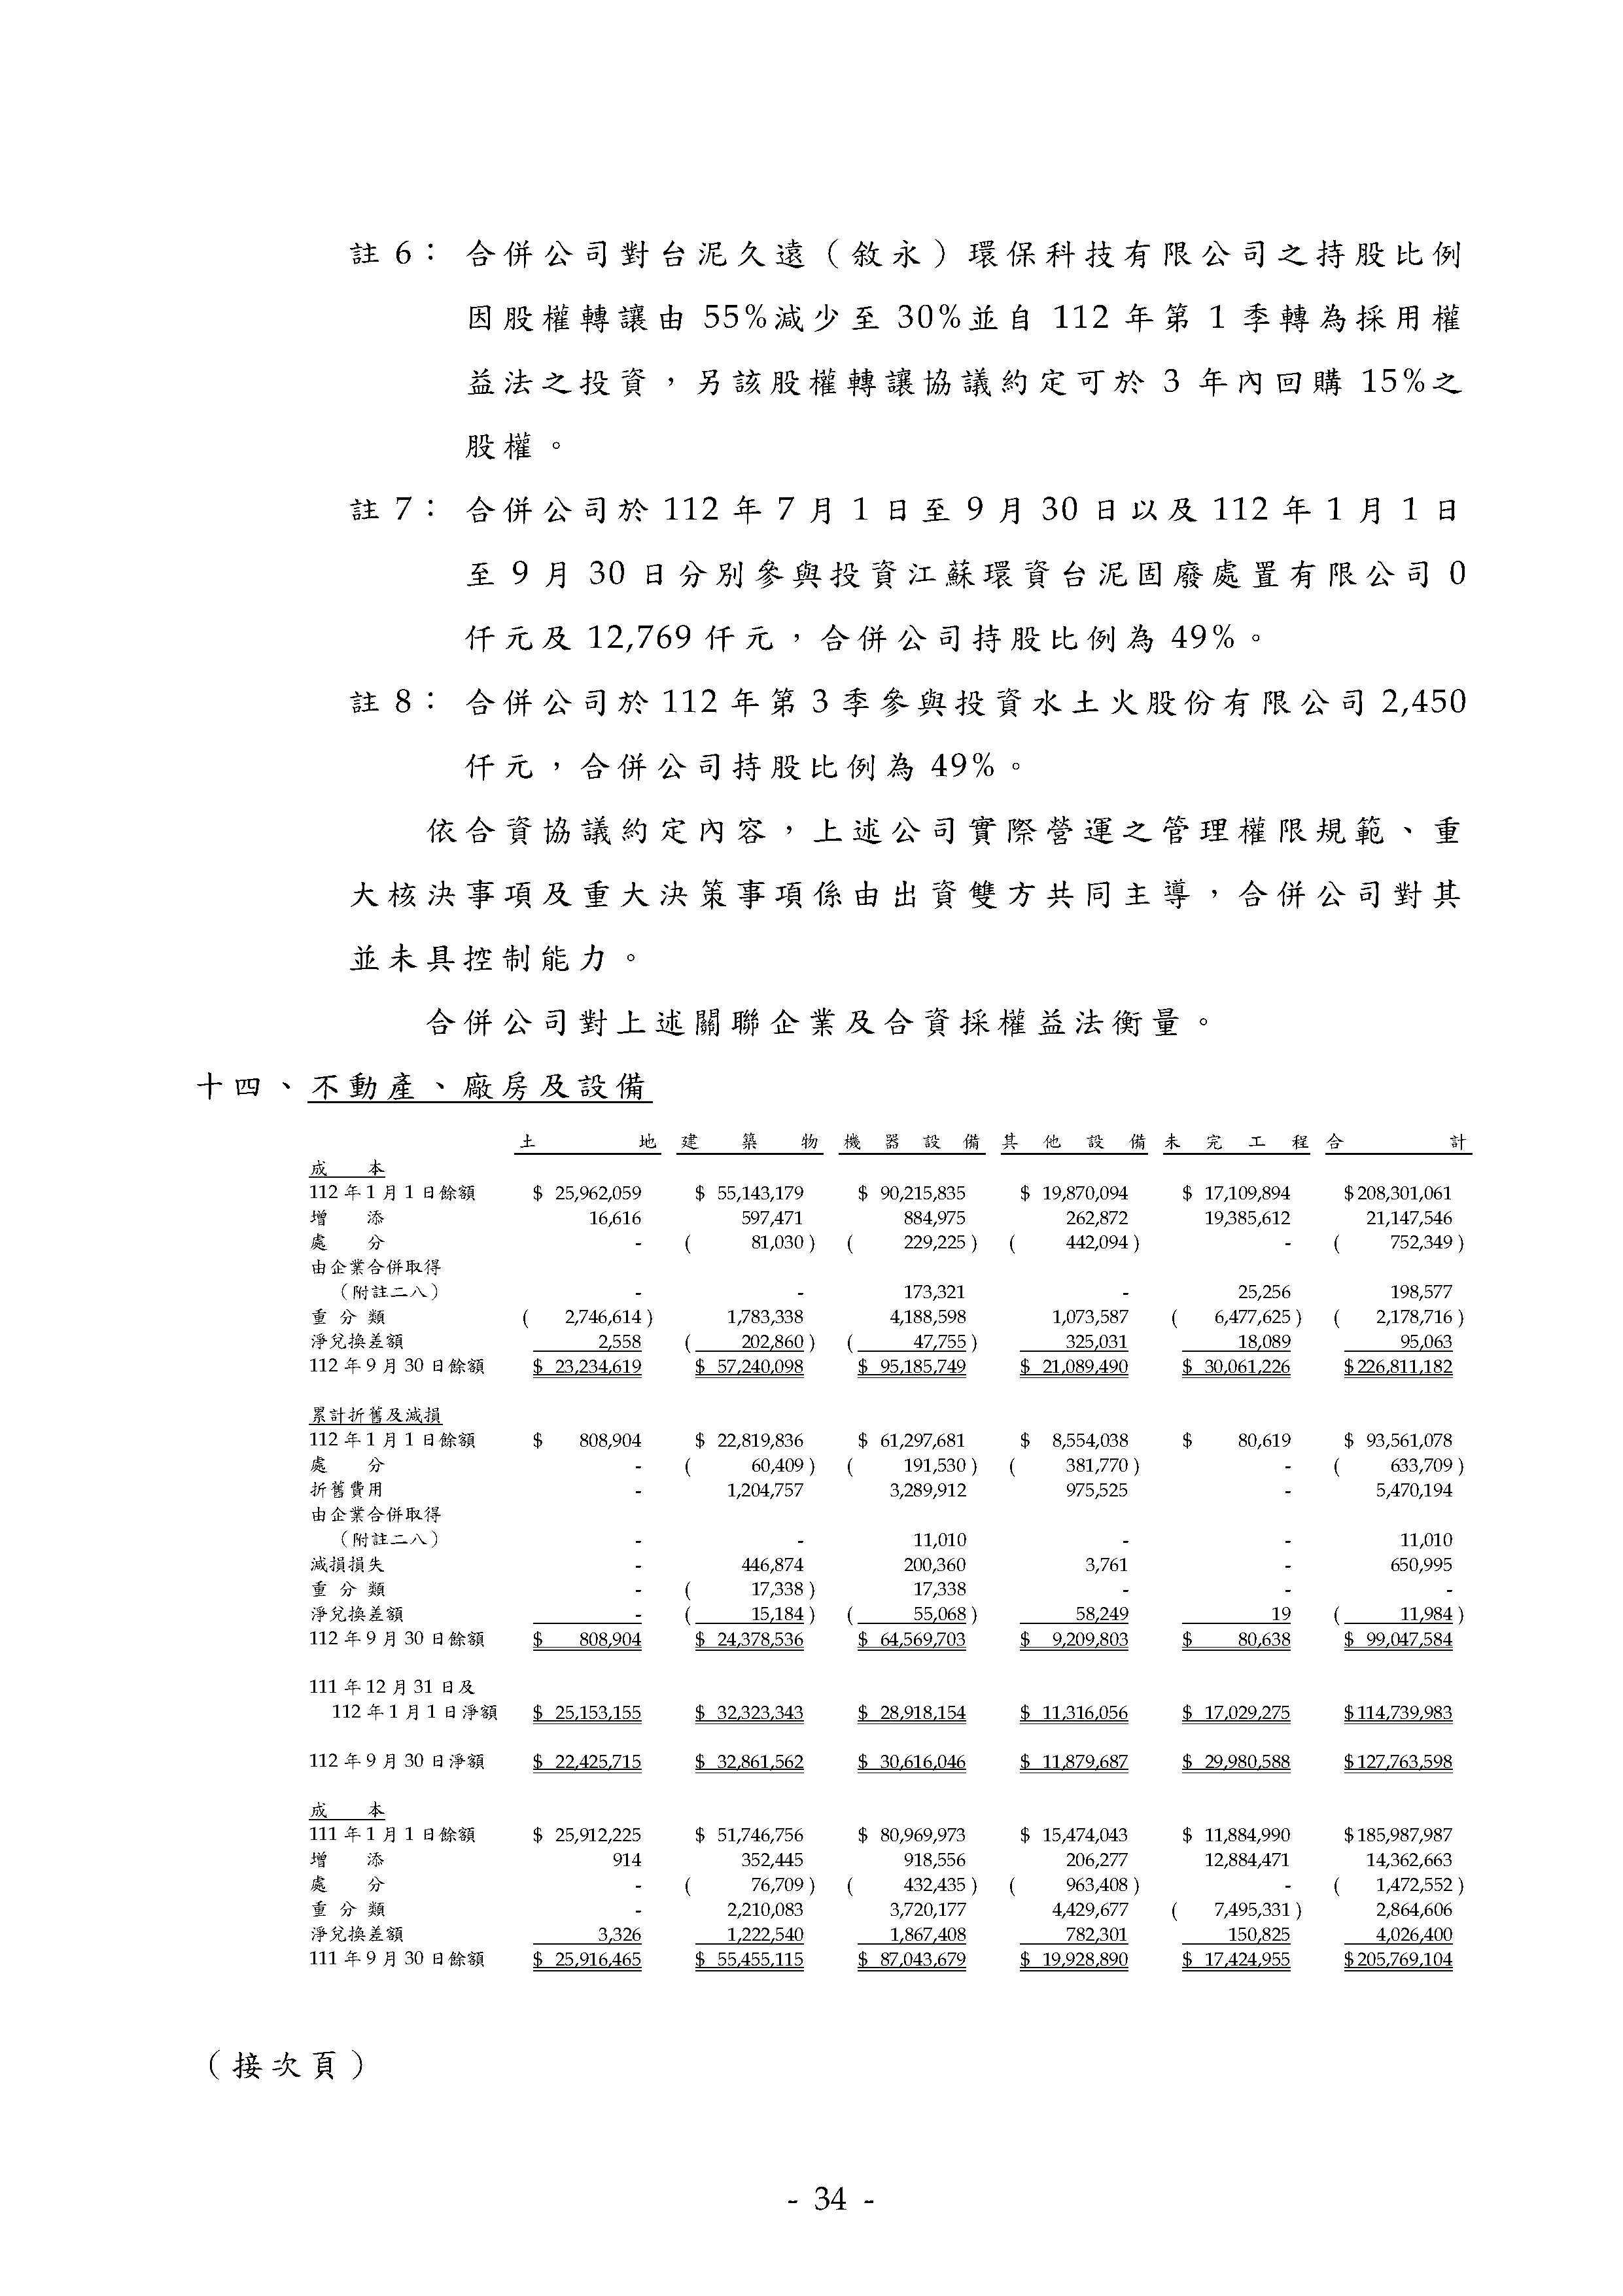 註 6： 合併公司對台泥久遠（敘永）環保科技有限公司之持股比例
因股權轉讓由 55%減少至 30%並自 112 年第 1 季轉為採用權
益法之投資，另該股權轉讓協議約定可於 3 年內回購 15%之
股權。
註 7： 合併公司於 112 年 7 月 1 日至 9 月 30 日以及 112 年 1 月 1 日
至 9 月 30 日分別參與投資江蘇環資台泥固廢處置有限公司 0
仟元及 12,769 仟元，合併公司持股比例為 49%。
註 8： 合併公司於 112 年第 3 季參與投資水土火股份有限公司 2,450
仟元，合併公司持股比例為 49%。
依合資協議約定內容，上述公司實際營運之管理權限規範、重
大核決事項及重大決策事項係由出資雙方共同主導，合併公司對其
並未具控制能力。
合併公司對上述關聯企業及合資採權益法衡量。
十四、不動產、廠房及設備
土地 建築物 機器設備 其他設備 未完工程 合計
成本
112 年 1 月 1 日餘額 $ 25,962,059 $ 55,143,179 $ 90,215,835 $ 19,870,094 $ 17,109,894 $208,301,061
增添 16,616 597,471 884,975 262,872 19,385,612 21,147,546
處分 - ( 81,030 ) ( 229,225 ) ( 442,094 ) - ( 752,349 )
由企業合併取得
（附註二八） - - 173,321 - 25,256 198,577
重分類 ( 2,746,614 ) 1,783,338 4,188,598 1,073,587 ( 6,477,625 ) ( 2,178,716 )
淨兌換差額 2,558 ( 202,860 ) ( 47,755 ) 325,031 18,089 95,063
112 年 9 月 30 日餘額 $ 23,234,619 $ 57,240,098 $ 95,185,749 $ 21,089,490 $ 30,061,226 $226,811,182
累計折舊及減損
112 年 1 月 1 日餘額 $ 808,904 $ 22,819,836 $ 61,297,681 $ 8,554,038 $ 80,619 $ 93,561,078
處分 - ( 60,409 ) ( 191,530 ) ( 381,770 ) - ( 633,709 )
折舊費用 - 1,204,757 3,289,912 975,525 - 5,470,194
由企業合併取得
（附註二八） - - 11,010 - - 11,010
減損損失 - 446,874 200,360 3,761 - 650,995
重分類 - ( 17,338 ) 17,338 - - -
淨兌換差額 - ( 15,184 ) ( 55,068 ) 58,249 19 ( 11,984 )
112 年 9 月 30 日餘額 $ 808,904 $ 24,378,536 $ 64,569,703 $ 9,209,803 $ 80,638 $ 99,047,584
111 年 12 月 31 日及
112 年 1 月 1 日淨額 $ 25,153,155 $ 32,323,343 $ 28,918,154 $ 11,316,056 $ 17,029,275 $114,739,983
112 年 9 月 30 日淨額 $ 22,425,715 $ 32,861,562 $ 30,616,046 $ 11,879,687 $ 29,980,588 $127,763,598
成本
111 年 1 月 1 日餘額 $ 25,912,225 $ 51,746,756 $ 80,969,973 $ 15,474,043 $ 11,884,990 $185,987,987
增添 914 352,445 918,556 206,277 12,884,471 14,362,663
處分 - ( 76,709 ) ( 432,435 ) ( 963,408 ) - ( 1,472,552 )
重分類 - 2,210,083 3,720,177 4,429,677 ( 7,495,331 ) 2,864,606
淨兌換差額 3,326 1,222,540 1,867,408 782,301 150,825 4,026,400
111 年 9 月 30 日餘額 $ 25,916,465 $ 55,455,115 $ 87,043,679 $ 19,928,890 $ 17,424,955 $205,769,104
（接次頁）
- 34 -